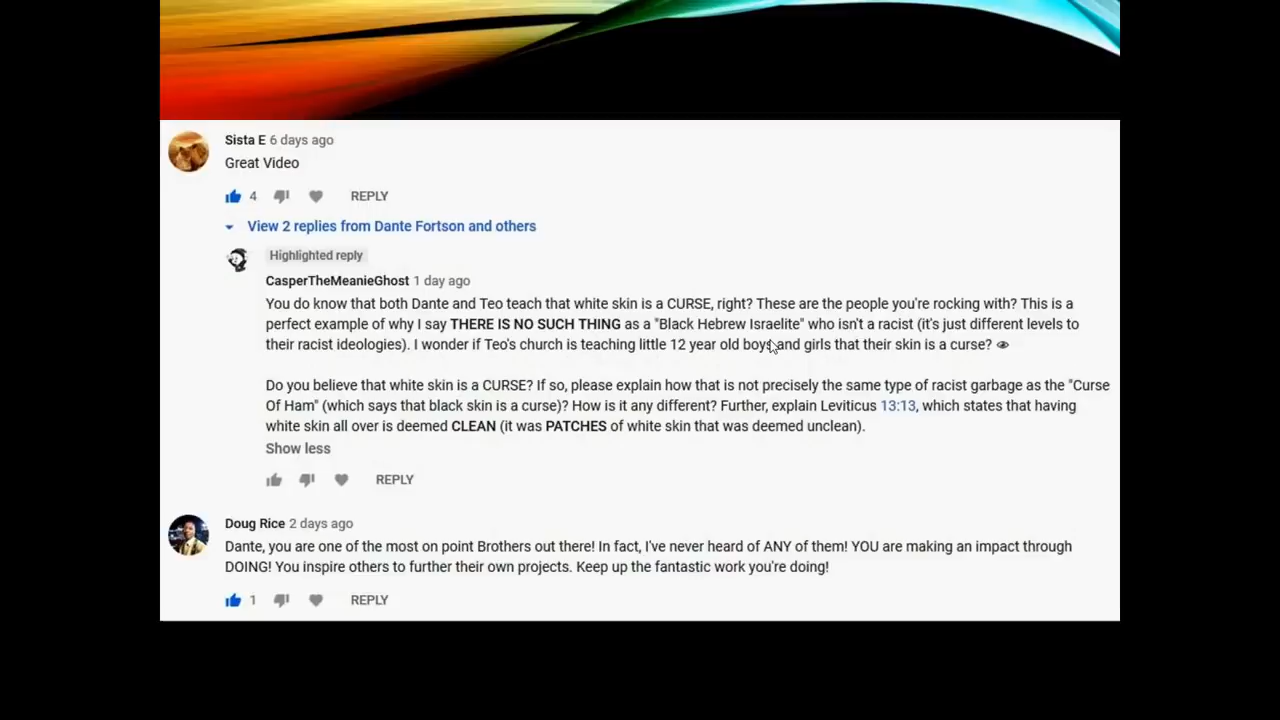 Sista E 6 days ago
Great Video
4 REPLY
View 2 replies from Dante Fortson and others
Highlighted reply
CasperTheMeanieGhost 1 day ago
You do know that both Dante and Teo teach that white skin is a CURSE, right? These are the people you're rocking with? This is a
perfect example of why I say THERE IS NO SUCH THING as a "Black Hebrew Israelite" who isn't a racist (it's just different levels to
their racist ideologies). I wonder if Teo's church is teaching little 12 year old boys and girls that their skin is a curse? 👁
Do you believe that white skin is a CURSE? If so, please explain how that is not precisely the same type of racist garbage as the "Curse
Of Ham" (which says that black skin is a curse)? How is it any different? Further, explain Leviticus 13:13, which states that having
white skin all over is deemed CLEAN (it was PATCHES of white skin that was deemed unclean).
Show less
REPLY
Doug Rice 2 days ago
Dante, you are one of the most on point Brothers out there! In fact, I've never heard of ANY of them! YOU are making an impact through
DOING! You inspire others to further their own projects. Keep up the fantastic work you're doing!
1 REPLY